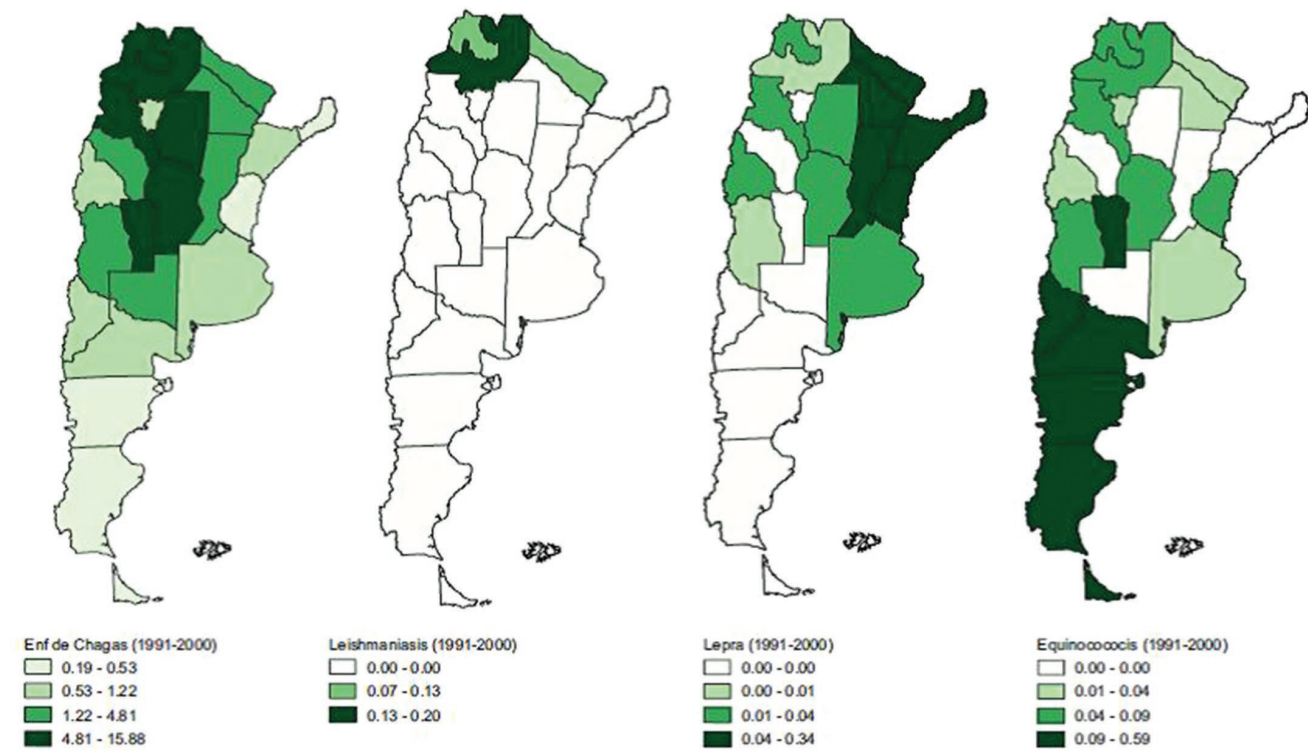 Enf de Chagas (1991-2000)
0.19 - 0.53
0.53 - 1.22
1.22 - 4.81
4.81 - 15.88
Leishmaniasis (1991-2000)
0.00 - 0.00
0.07 - 0.13
0.13 - 0.20
Lepra (1991-2000)
0.00 - 0.00
0.00 - 0.01
0.01 - 0.04
0.04 - 0.34
Equinococócis (1991-2000)
0.00 - 0.00
0.01 - 0.04
0.04 - 0.09
0.09 - 0.59